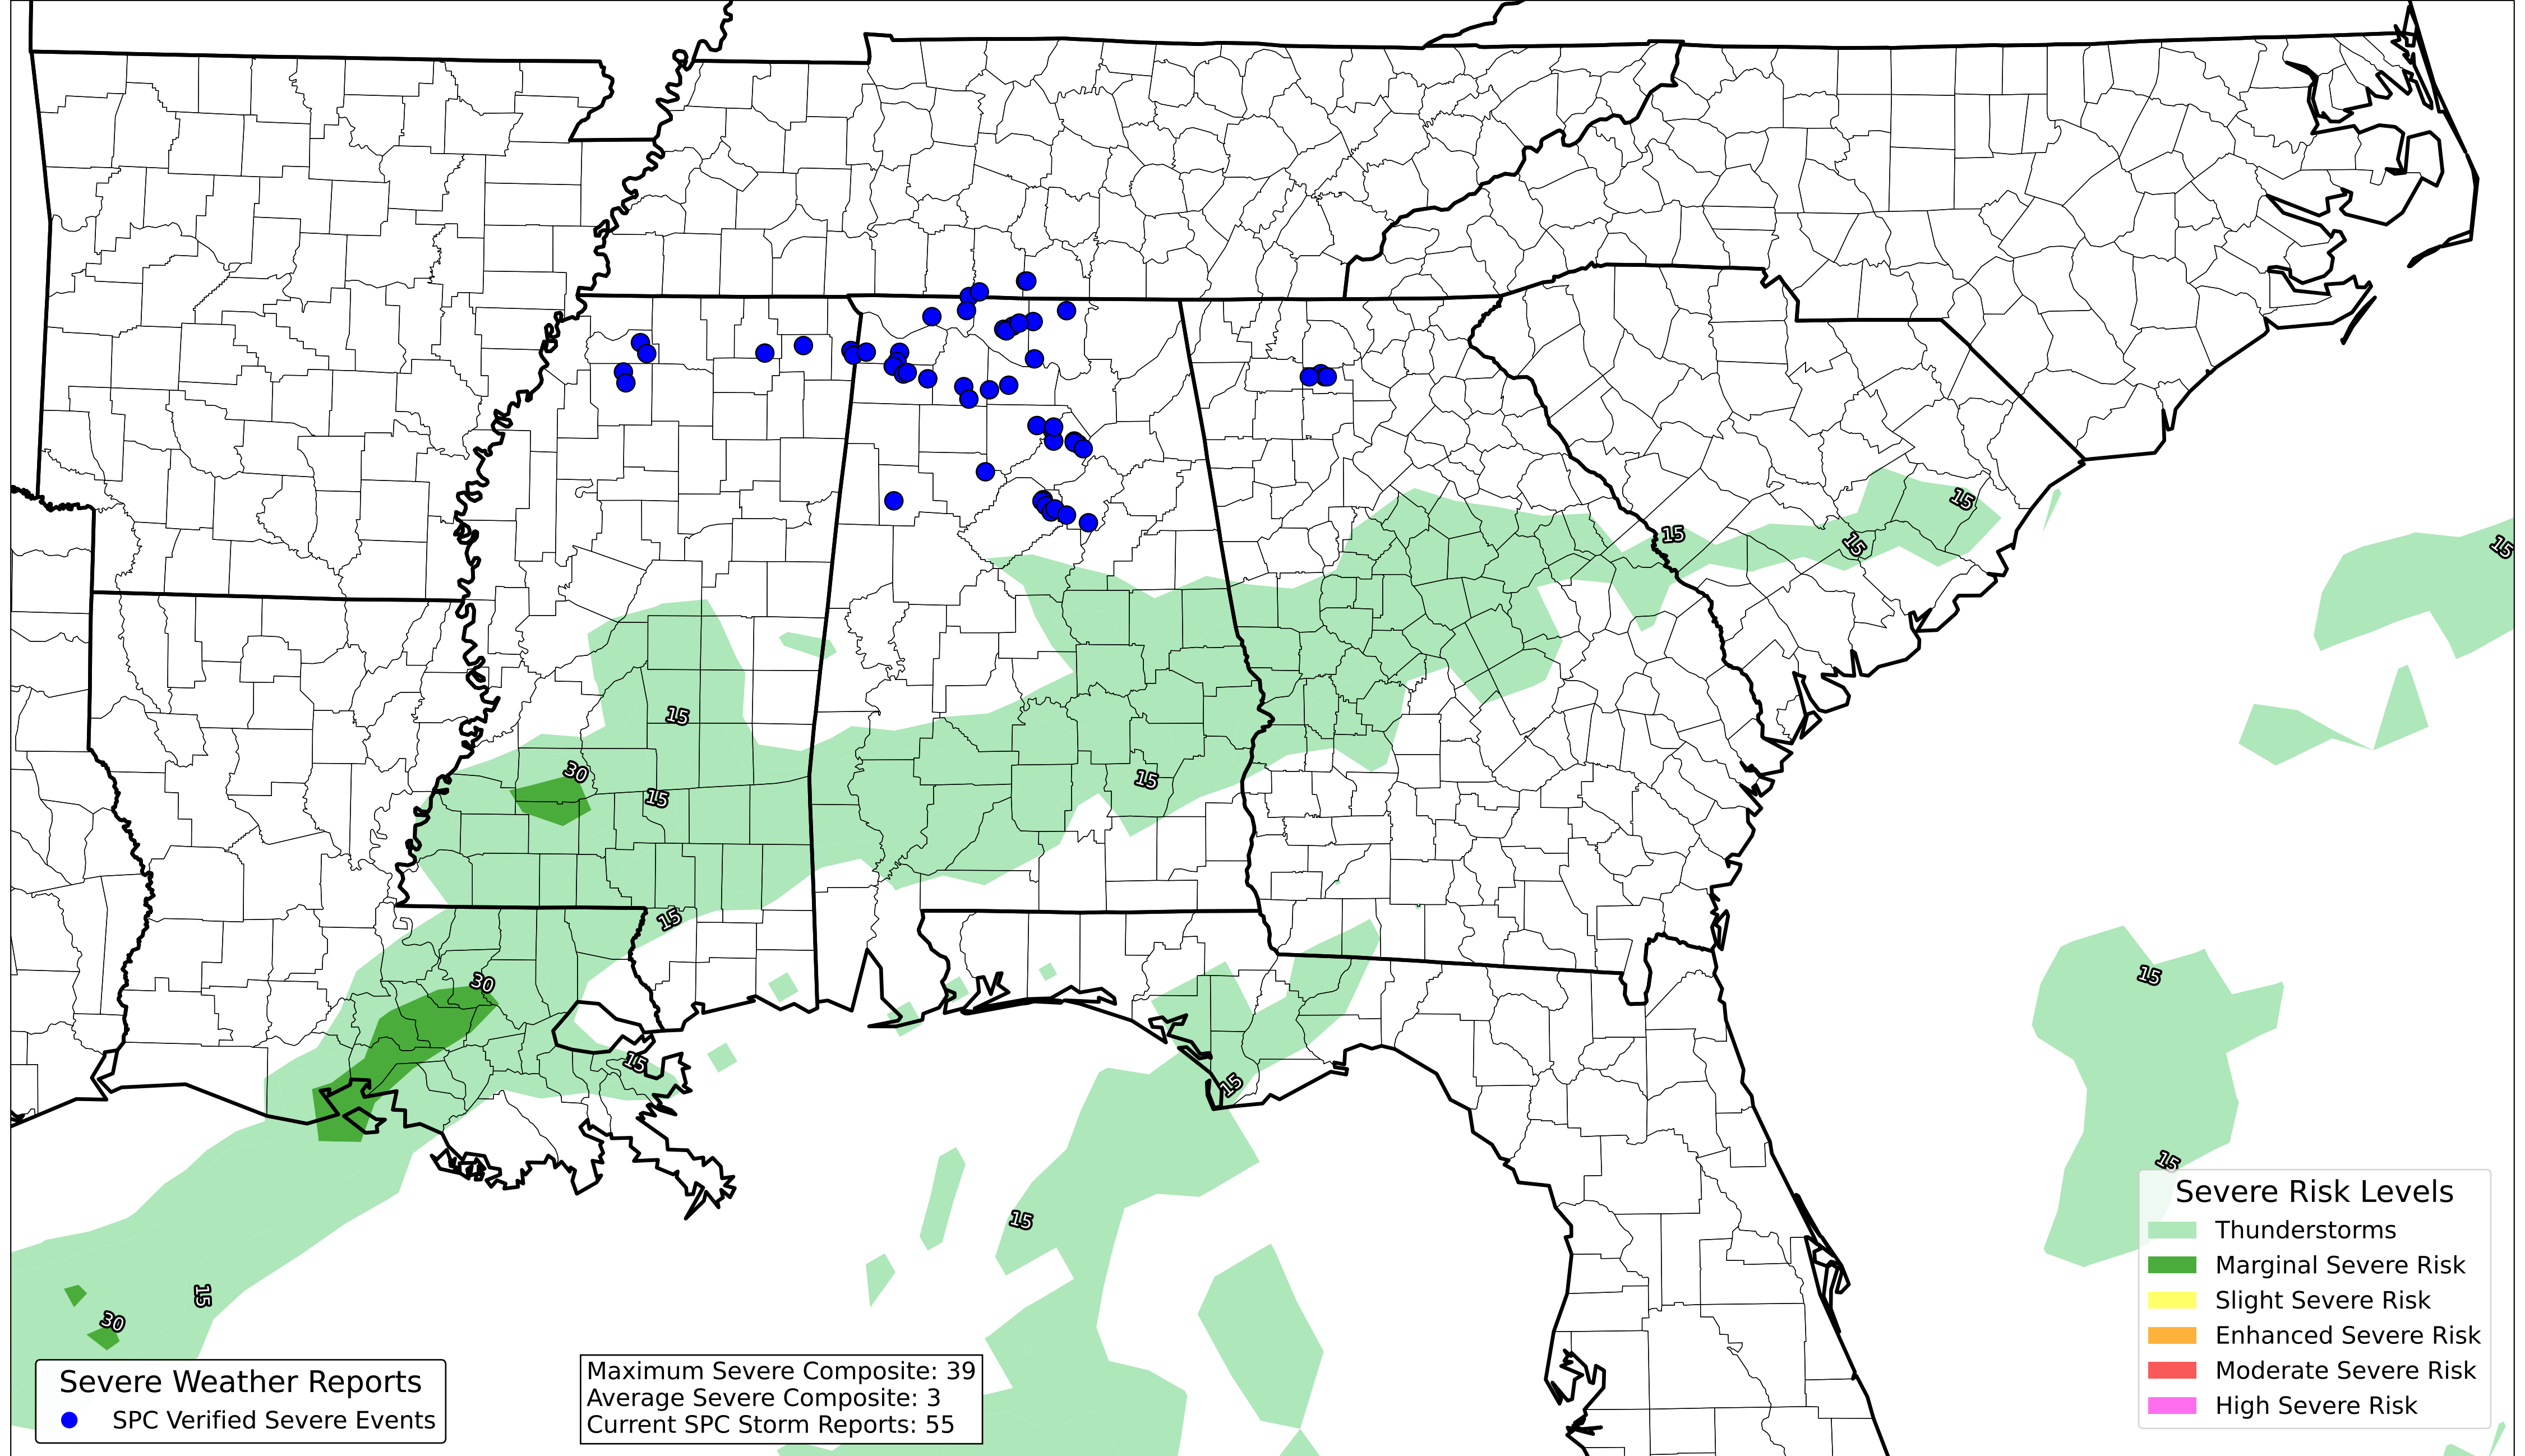 15
15
15
15
15
30
15
15
15
30
15
15
15
15
15
15
30
Severe Weather Reports
SPC Verified Severe Events
Maximum Severe Composite: 39
Average Severe Composite: 3
Current SPC Storm Reports: 55
Severe Risk Levels
Thunderstorms
Marginal Severe Risk
Slight Severe Risk
Enhanced Severe Risk
Moderate Severe Risk
High Severe Risk